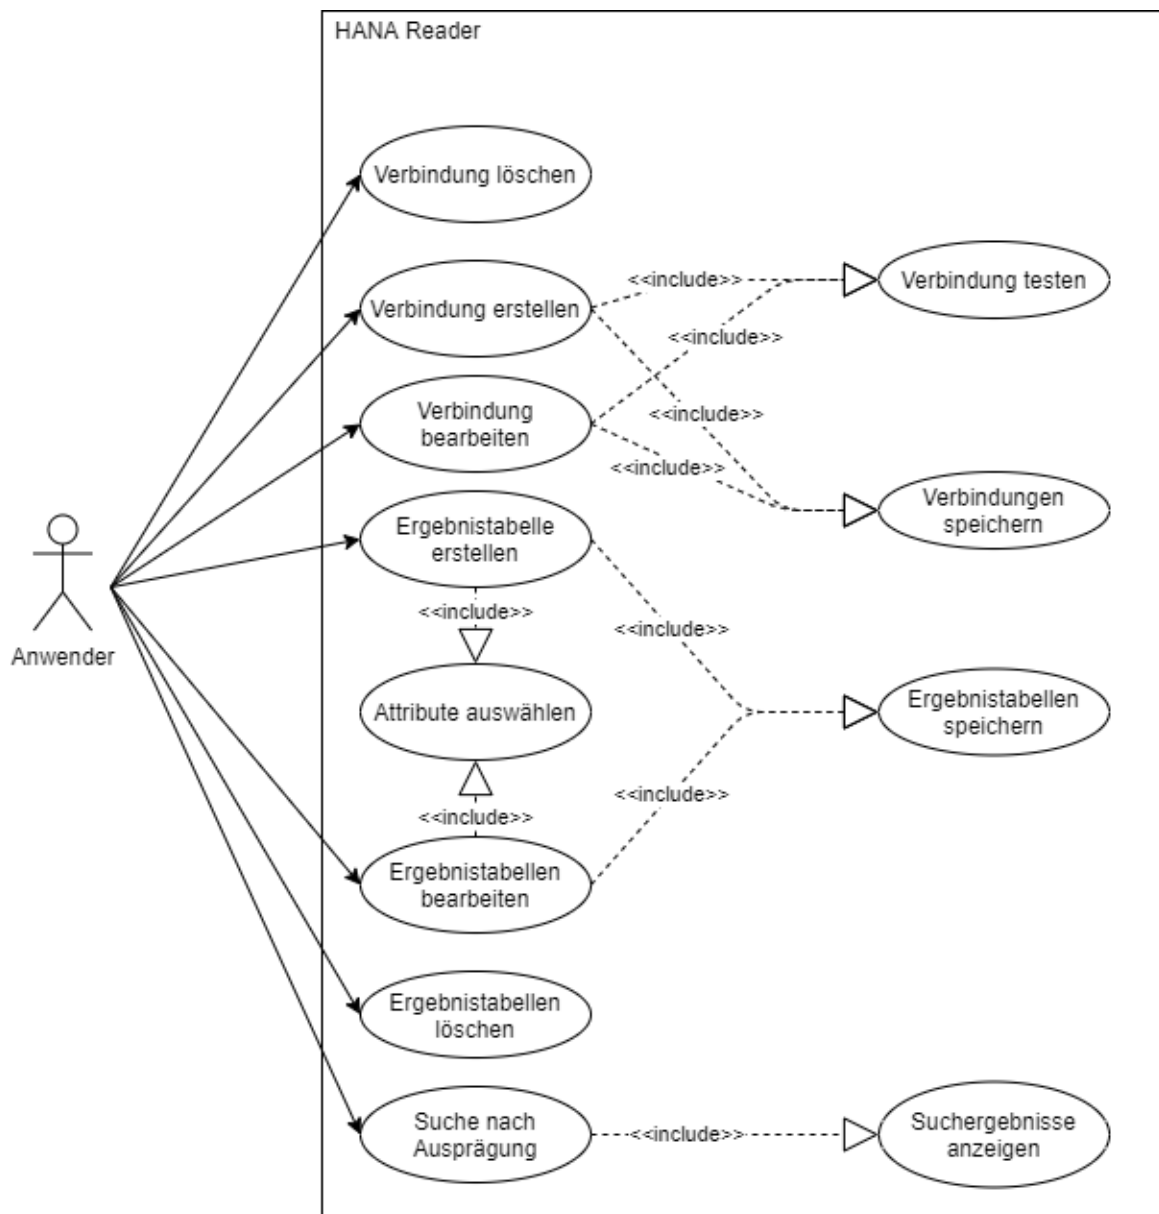 HANA Reader
Verbindung löschen
Verbindung erstellen
<<include>>
Verbindung testen
<<include>>
Verbindung
bearbeiten
<<include>>
<<include>>
Verbindungen
speichern
Ergebnistabelle
erstellen
<<include>>
<<include>>
Anwender
Attribute auswählen
Ergebnistabellen
speichern
<<include>>
<<include>>
Ergebnistabellen
bearbeiten
Ergebnistabellen
löschen
Suche nach
Ausprägung
<<include>>
Suchergebnisse
anzeigen